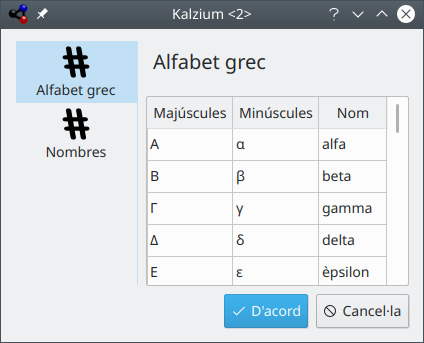 Kalzium <2>
Alfabet grec
Nombres
Alfabet grec
Majúscules Minúscules Nom
Α α alfa
Β β beta
Γ γ gamma
Δ δ delta
Ε ε èpsilon
D'acord Cancel·la